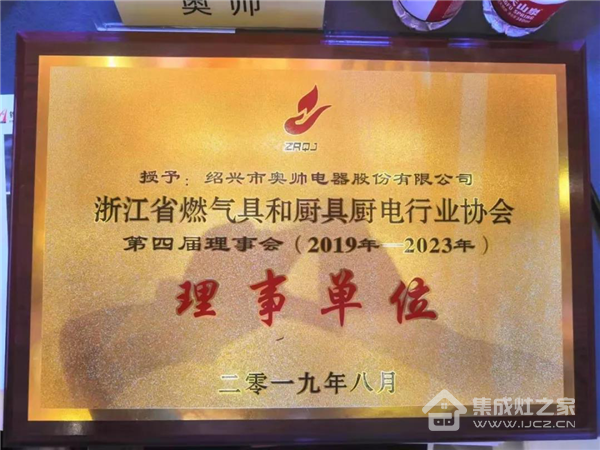 奥帅
ZRQJ
授予：绍兴市奥帅电器股份有限公司
浙江省燃气具和厨具厨电行业协会
第四届理事会（2019年—2023年）
理事单位
二零一九年八月
集成灶之家
WWW.IJCZ.CN